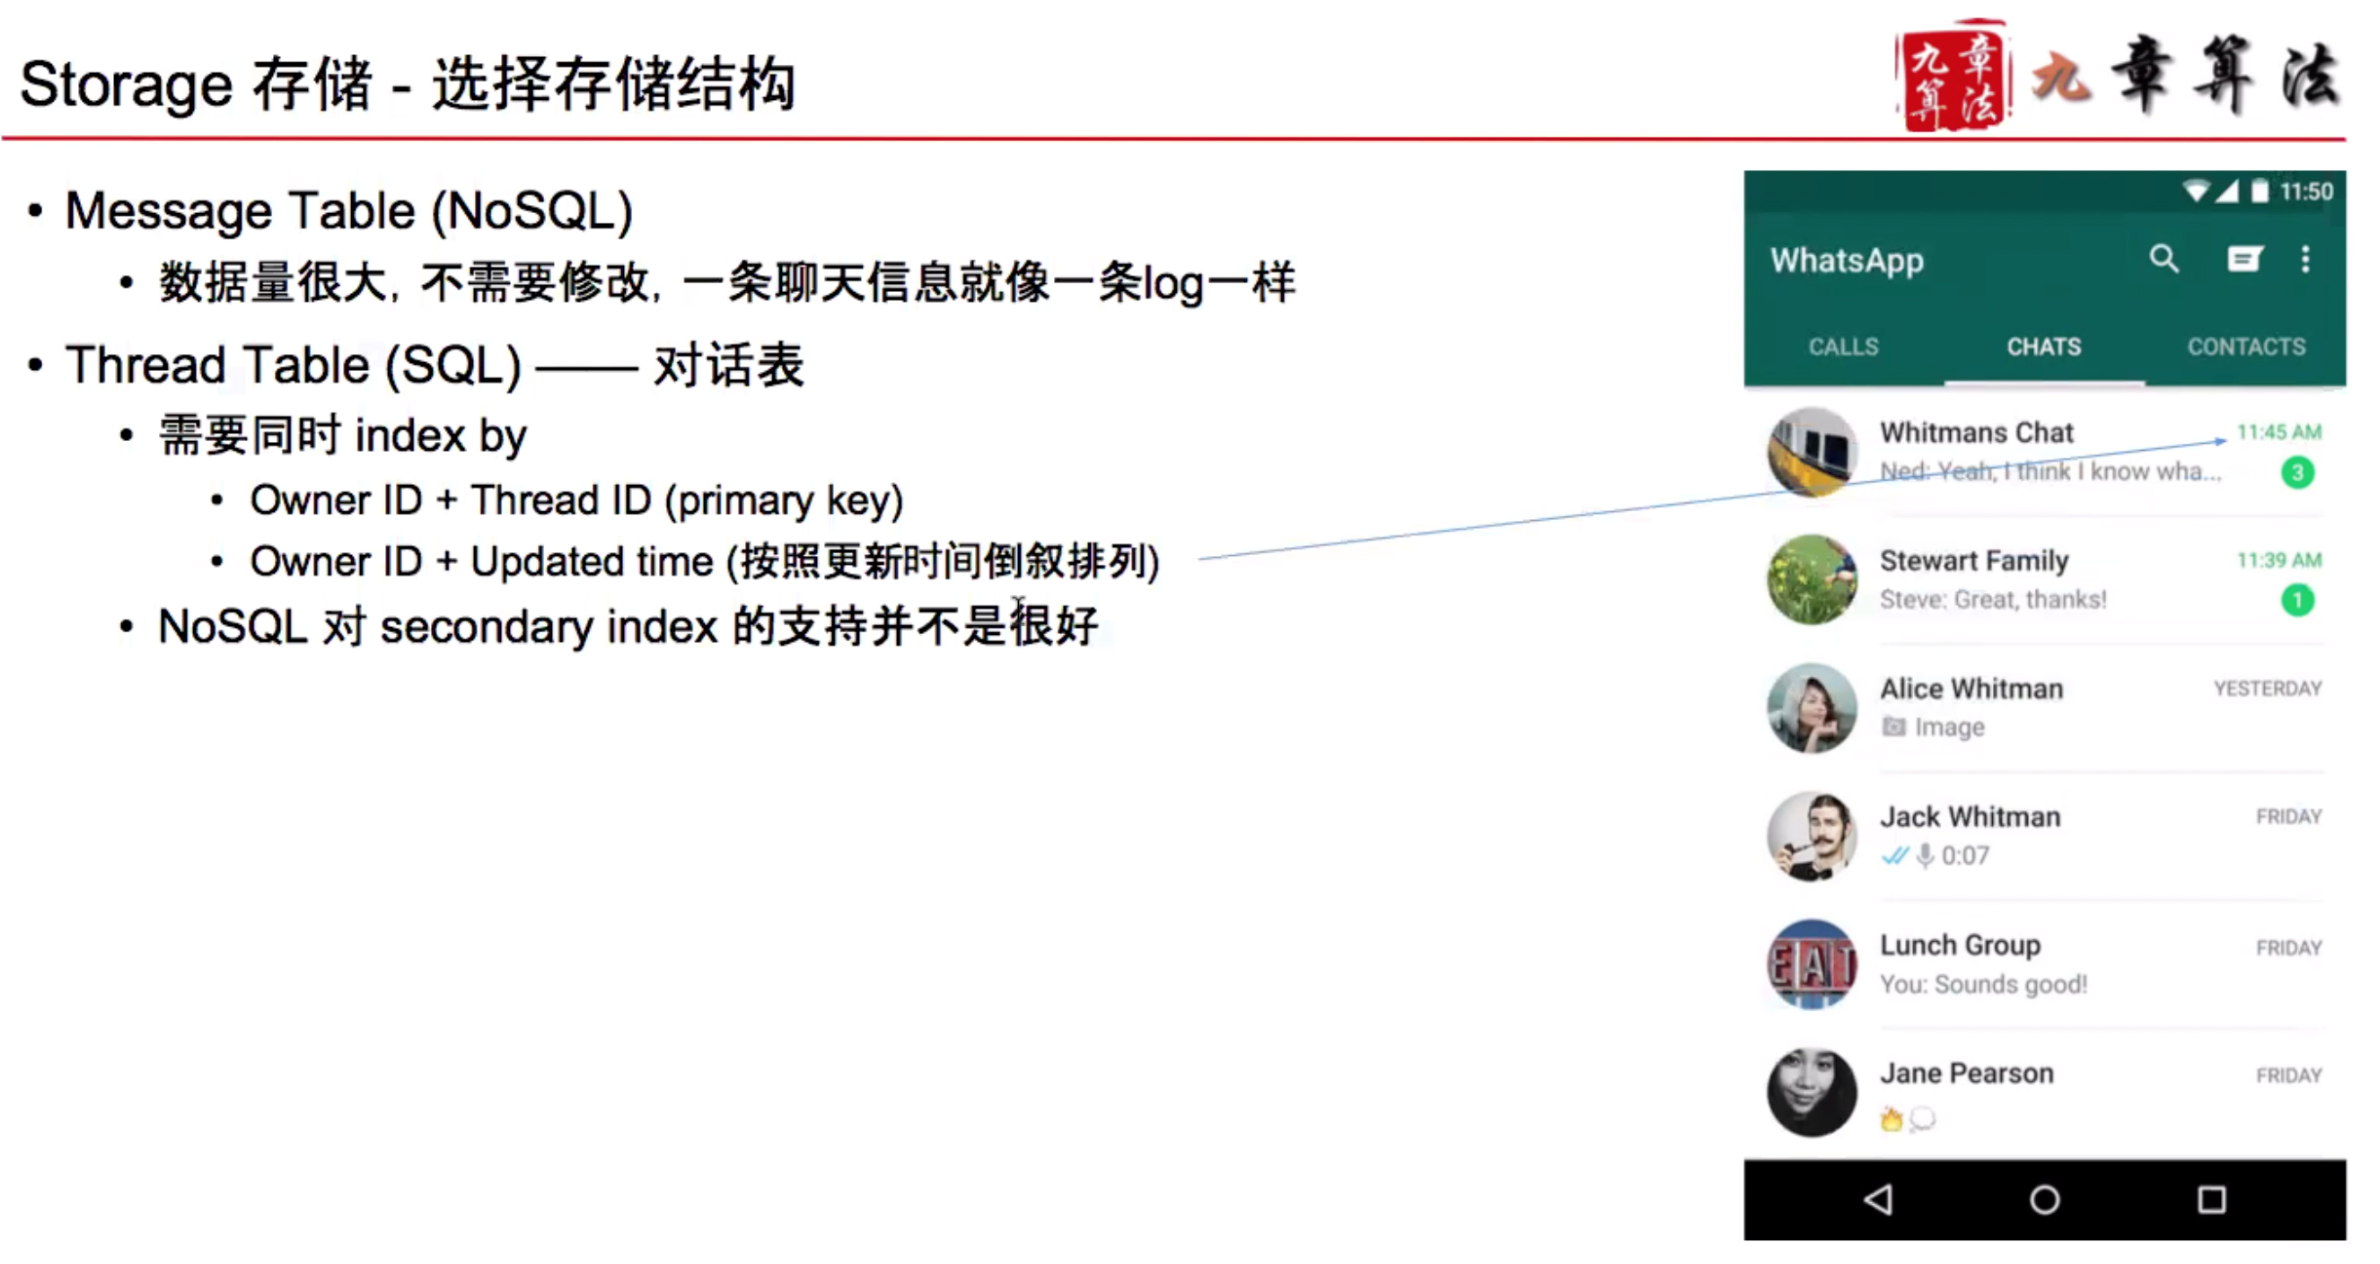 Storage 存储 - 选择存储结构
九章算法
九章算法
• Message Table (NoSQL)
• 数据量很大, 不需要修改, 一条聊天信息就像一条log一样
• Thread Table (SQL) —— 对话表
• 需要同时 index by
• Owner ID + Thread ID (primary key)
• Owner ID + Updated time (按照更新时间倒叙排列)
• NoSQL 对 secondary index 的支持并不是很好
11:50
WhatsApp
CALLS CHATS CONTACTS
Whitmans Chat 11:45 AM
Ned: Yeah, I think I know wha... 3
Stewart Family 11:39 AM
Steve: Great, thanks! 1
Alice Whitman YESTERDAY
Image
Jack Whitman FRIDAY
0:07
EAT
Lunch Group FRIDAY
You: Sounds good!
Jane Pearson FRIDAY